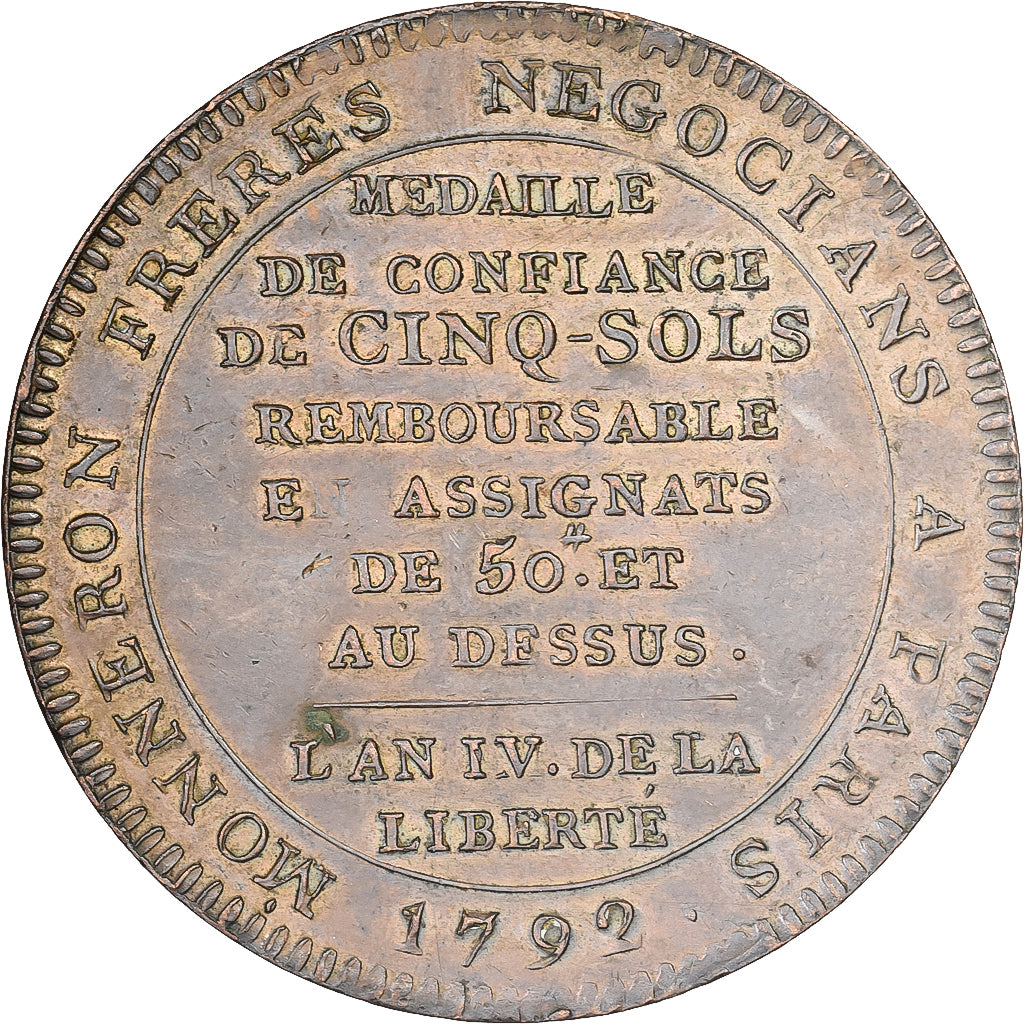 MONNERON FRERES NEGOCIANS A PARIS
MEDAILLE
DE CONFIANCE
DE CINQ-SOLS
REMBOURSABLE
EN ASSIGNATS
DE 50.# ET
AU DESSUS.
L'AN IV. DE LA
LIBERTÉ
1792